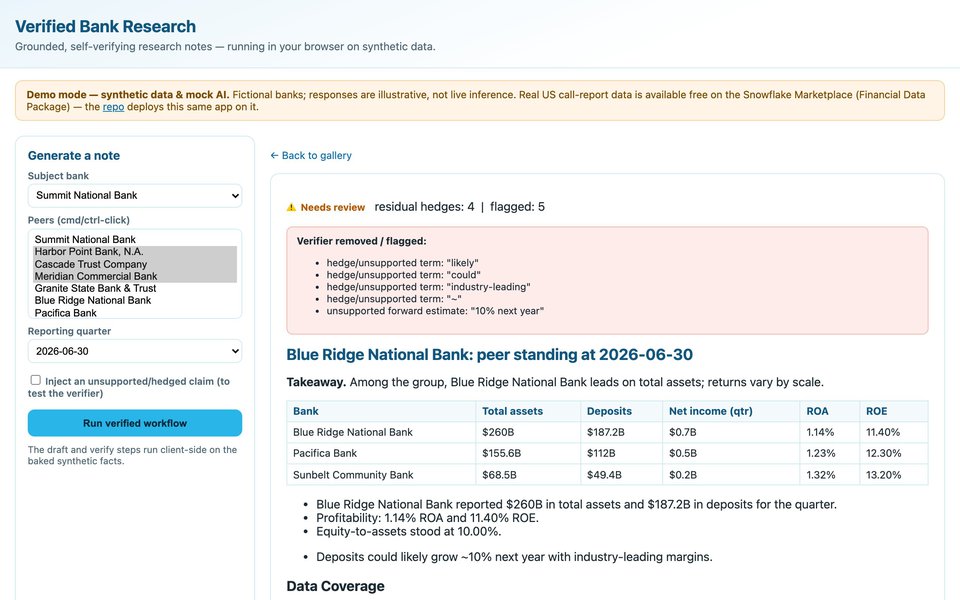 Verified Bank Research
Grounded, self-verifying research notes — running in your browser on synthetic data.
Demo mode — synthetic data & mock AI. Fictional banks; responses are illustrative, not live inference. Real US call-report data is available free on the Snowflake Marketplace (Financial Data
Package) — the repo deploys this same app on it.
Generate a note
Subject bank
Summit National Bank
Peers (cmd/ctrl-click)
Summit National Bank
Harbor Point Bank, N.A.
Cascade Trust Company
Meridian Commercial Bank
Granite State Bank & Trust
Blue Ridge National Bank
Pacifica Bank
Reporting quarter
2026-06-30
Inject an unsupported/hedged claim (to
test the verifier)
Run verified workflow
The draft and verify steps run client-side on the
baked synthetic facts.
← Back to gallery
⚠️ Needs review residual hedges: 4 | flagged: 5
Verifier removed / flagged:
• hedge/unsupported term: "likely"
• hedge/unsupported term: "could"
• hedge/unsupported term: "industry-leading"
• hedge/unsupported term: "~"
• unsupported forward estimate: "10% next year"
Blue Ridge National Bank: peer standing at 2026-06-30
Takeaway. Among the group, Blue Ridge National Bank leads on total assets; returns vary by scale.
Bank Total assets Deposits Net income (qtr) ROA ROE
Blue Ridge National Bank $260B $187.2B $0.7B 1.14% 11.40%
Pacifica Bank $155.6B $112B $0.5B 1.23% 12.30%
Sunbelt Community Bank $68.5B $49.4B $0.2B 1.32% 13.20%
• Blue Ridge National Bank reported $260B in total assets and $187.2B in deposits for the quarter.
• Profitability: 1.14% ROA and 11.40% ROE.
• Equity-to-assets stood at 10.00%.
• Deposits could likely grow ~10% next year with industry-leading margins.
Data Coverage